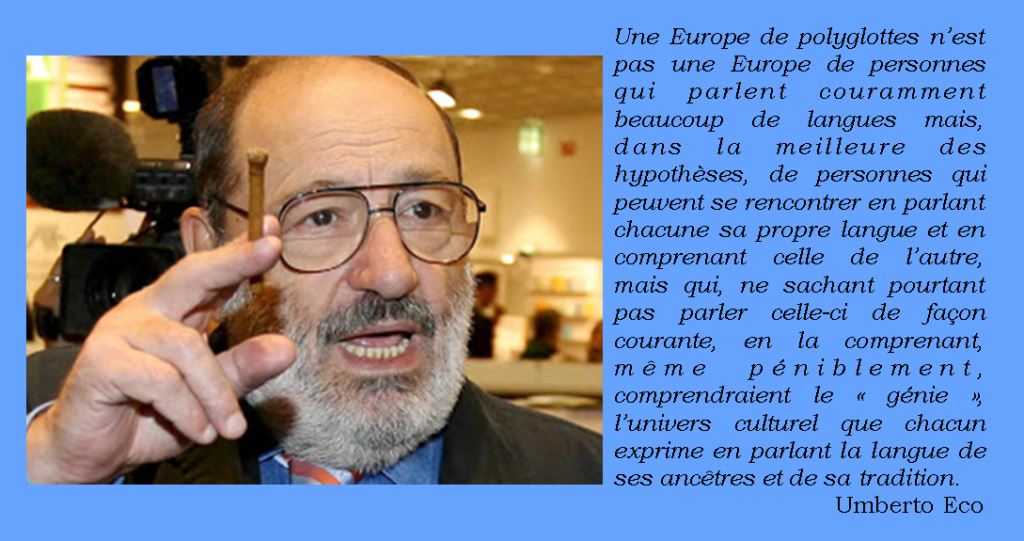 Une Europe de polyglottes n'est
pas une Europe de personnes
qui parlent couramment
beaucoup de langues mais,
dans la meilleure des
hypothèses, de personnes qui
peuvent se rencontrer en parlant
chacune sa propre langue et en
comprenant celle de l'autre,
mais qui, ne sachant pourtant
pas parler celle-ci de façon
courante, en la comprenant,
même péniblement,
comprendraient le « génie »,
l'univers culturel que chacun
exprime en parlant la langue de
ses ancêtres et de sa tradition.
Umberto Eco